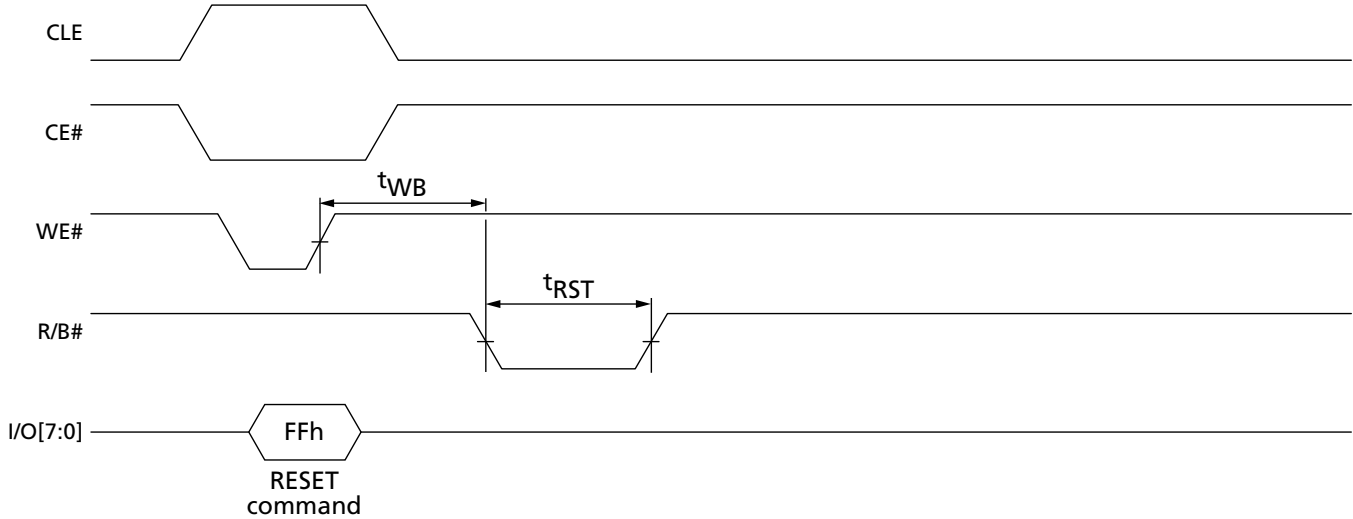 CLE
CE#
tWB
WE#
tRST
R/B#
I/O[7:0]
FFh
RESET
command